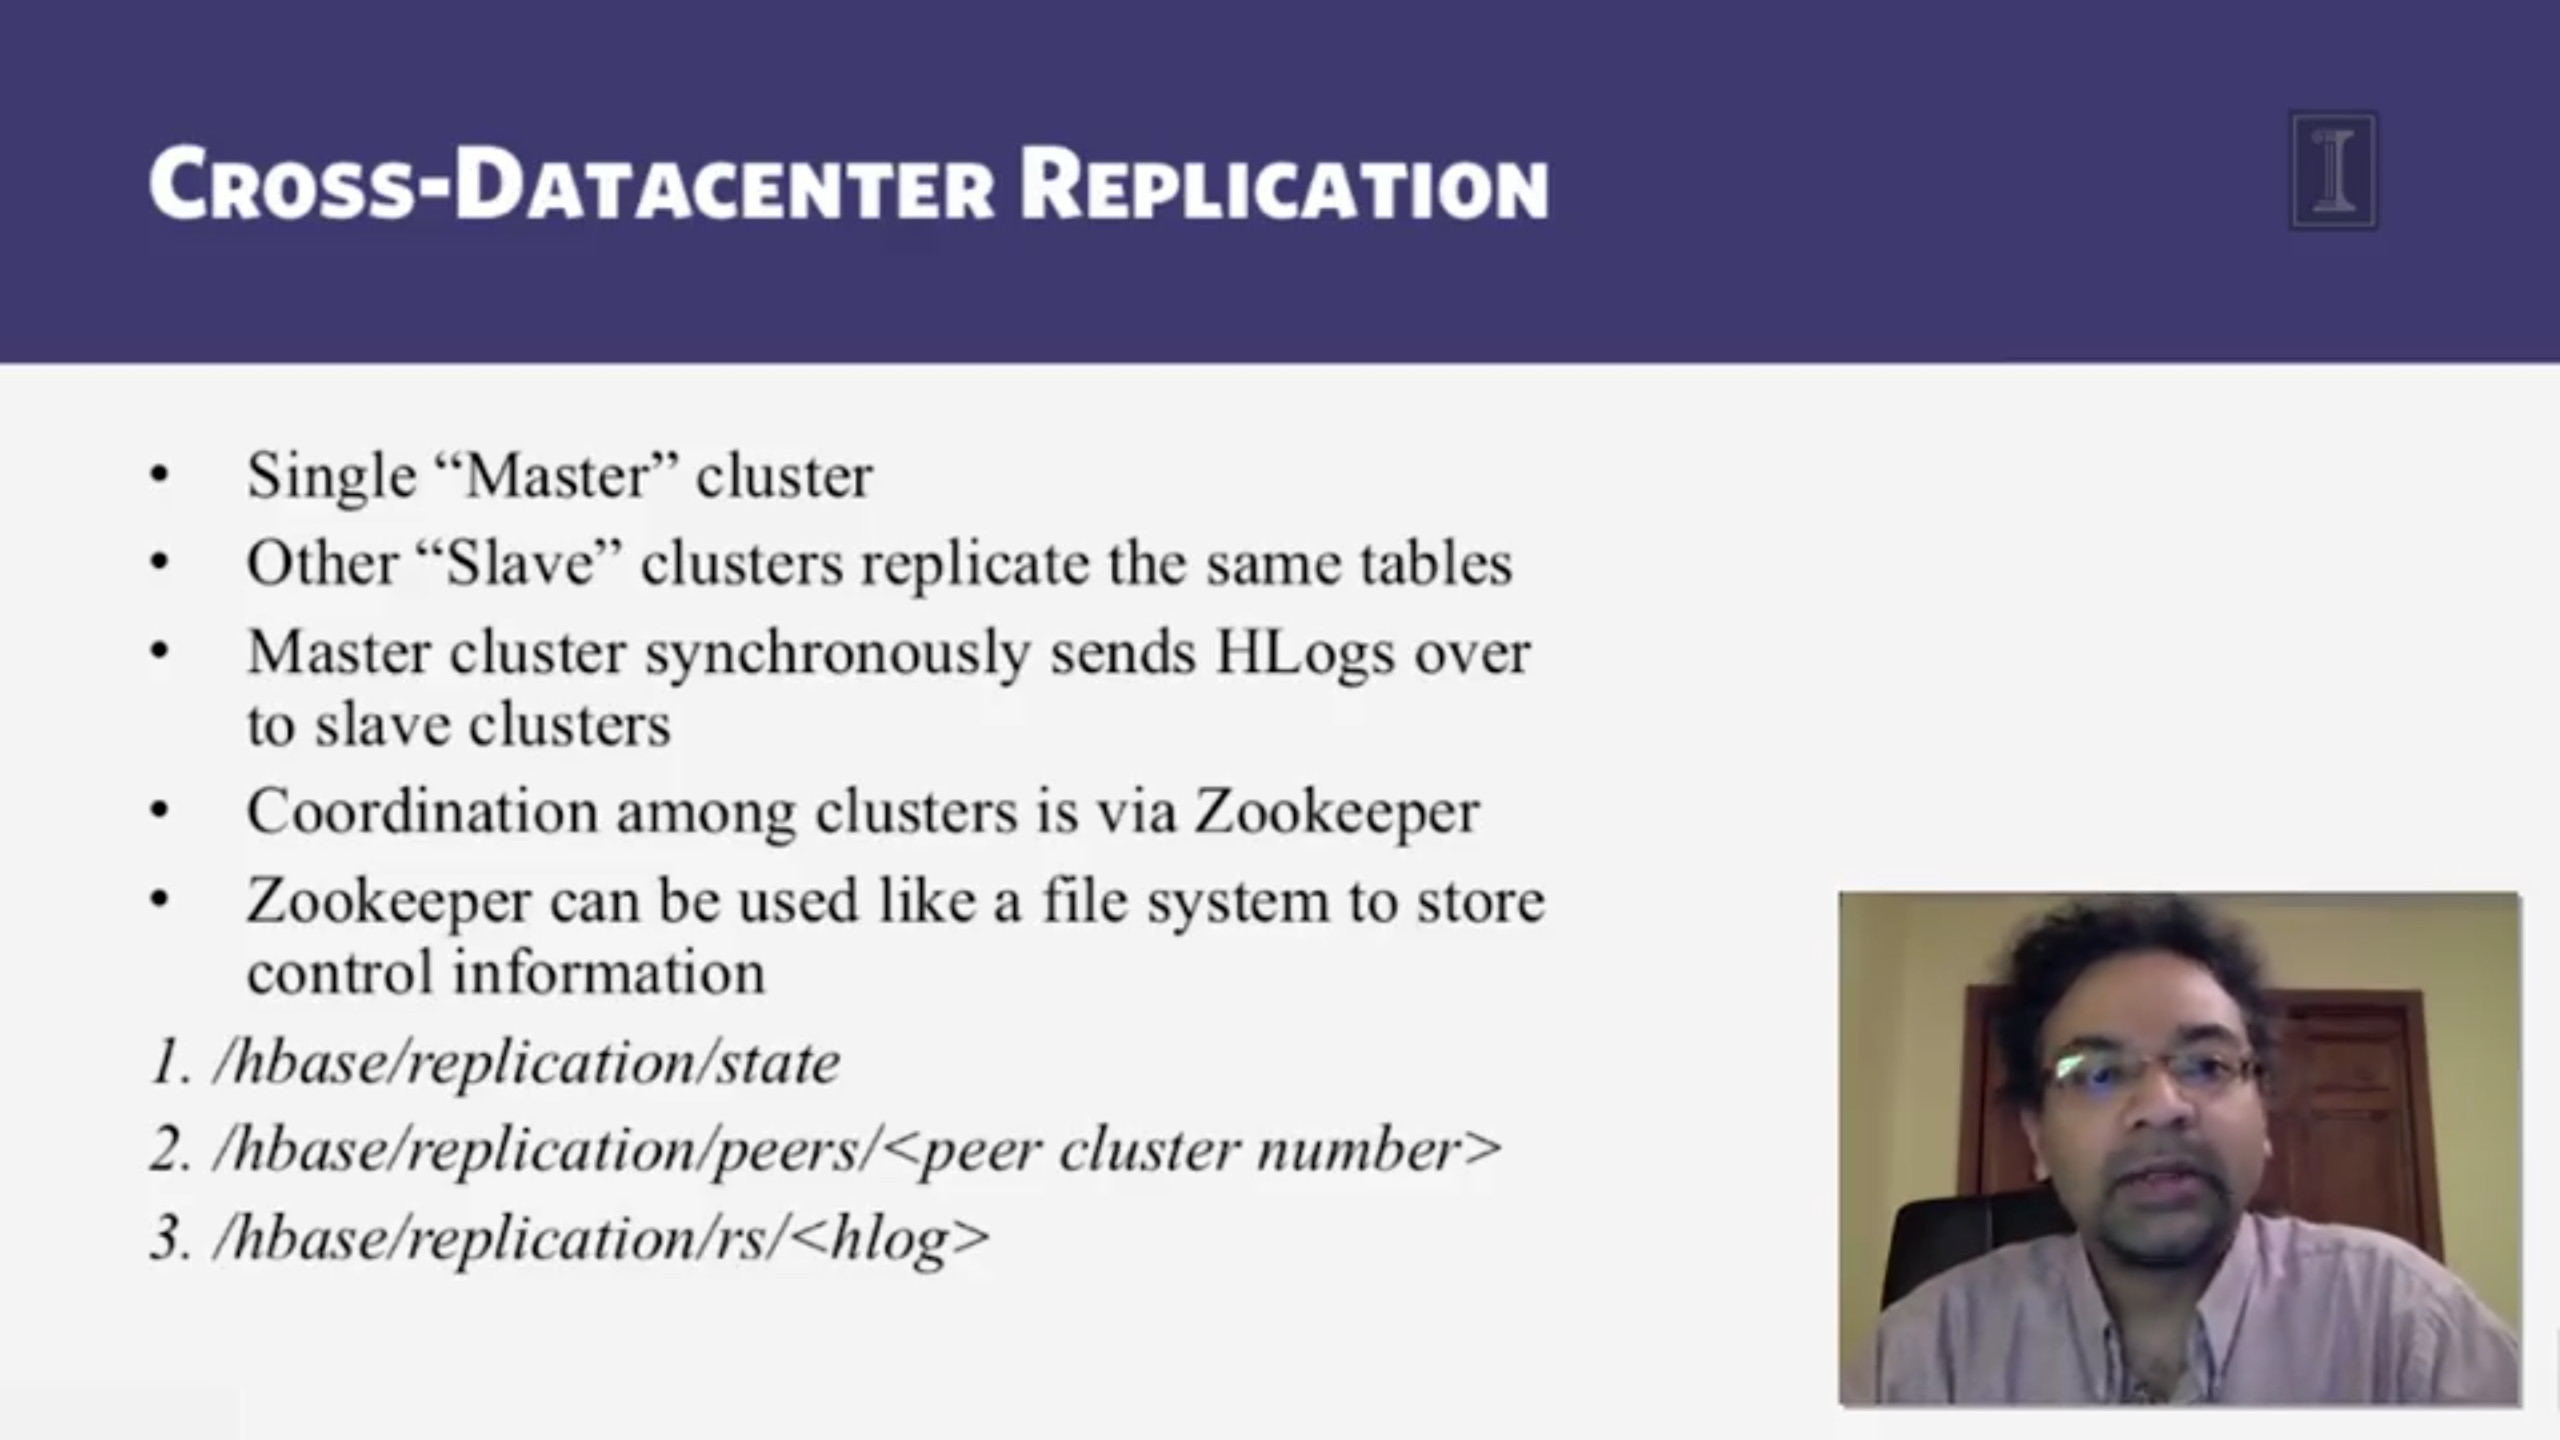 CROSS-DATACENTER REPLICATION
• Single “Master” cluster
• Other “Slave” clusters replicate the same tables
• Master cluster synchronously sends HLogs over
to slave clusters
• Coordination among clusters is via Zookeeper
• Zookeeper can be used like a file system to store
control information
1. /hbase/replication/state
2. /hbase/replication/peers/<peer cluster number>
3. /hbase/replication/rs/<hlog>